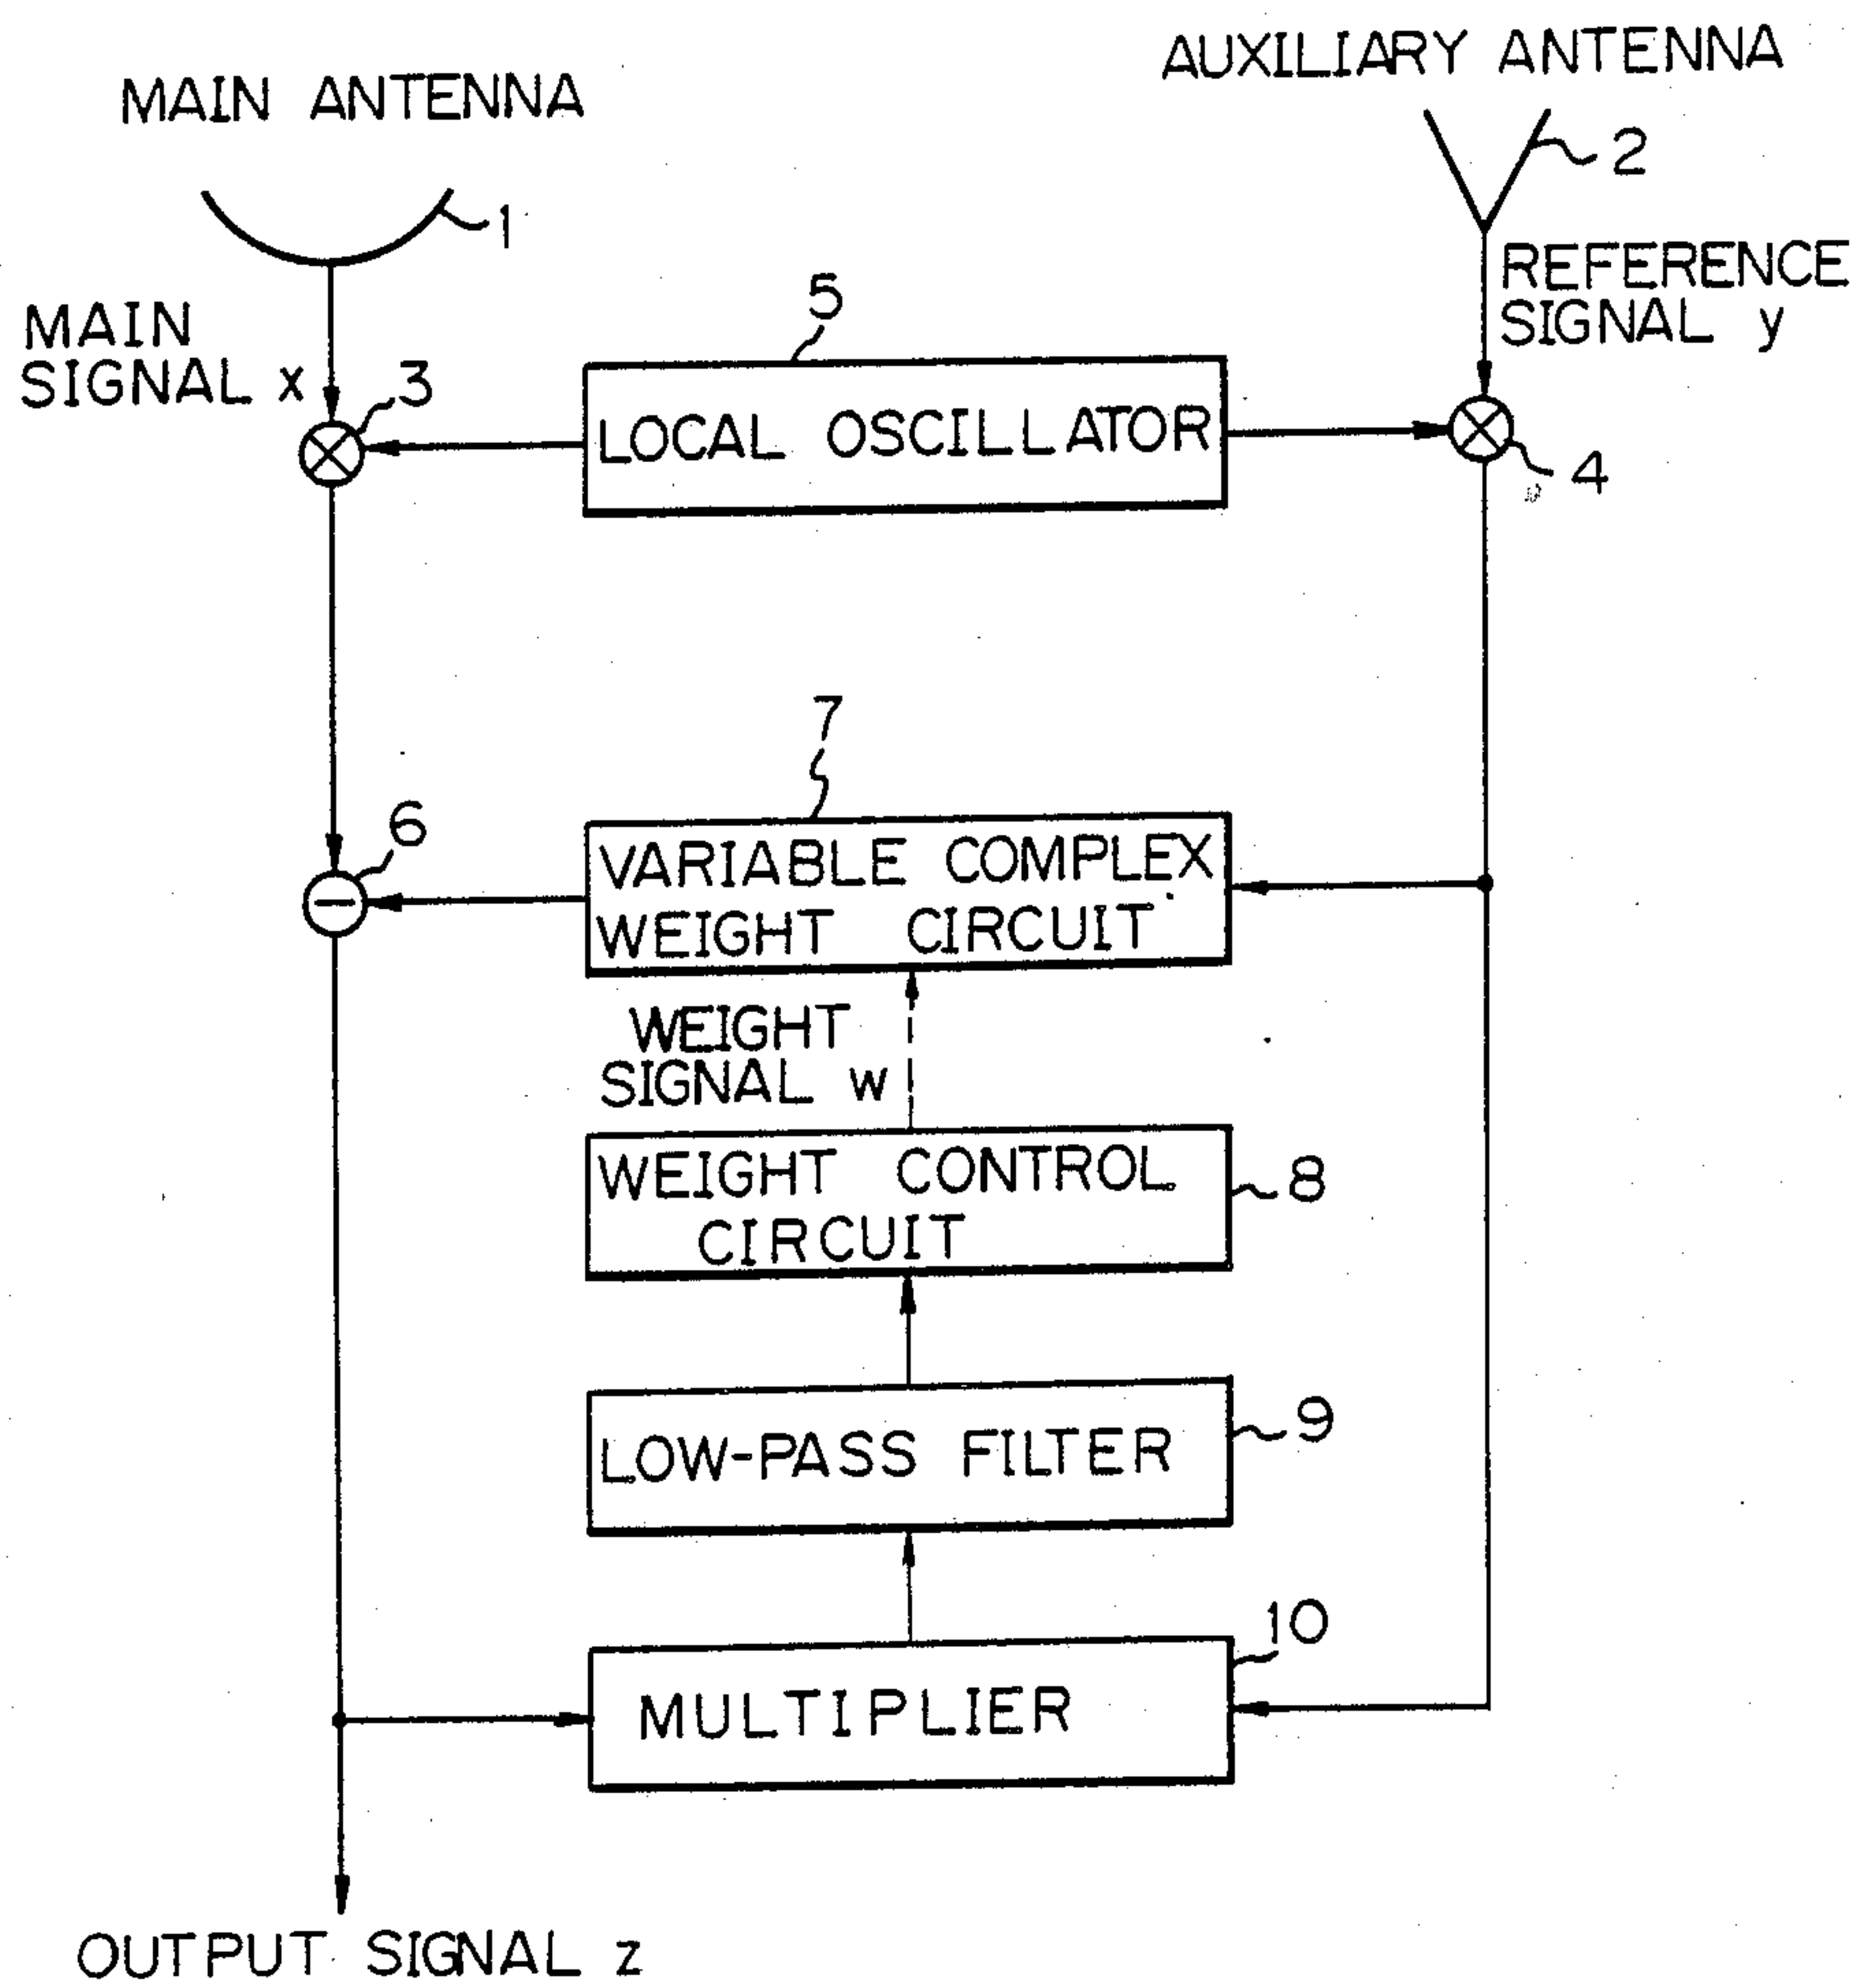 AUXILIARY ANTENNA
MAIN ANTENNA
2
1
REFERENCE
SIGNAL y
MAIN
SIGNAL x
5
3
LOCAL OSCILLATOR
4
7
6
VARIABLE COMPLEX
WEIGHT CIRCUIT
WEIGHT
SIGNAL w
WEIGHT CONTROL
CIRCUIT
8
LOW-PASS FILTER
9
10
MULTIPLIER
OUTPUT SIGNAL z